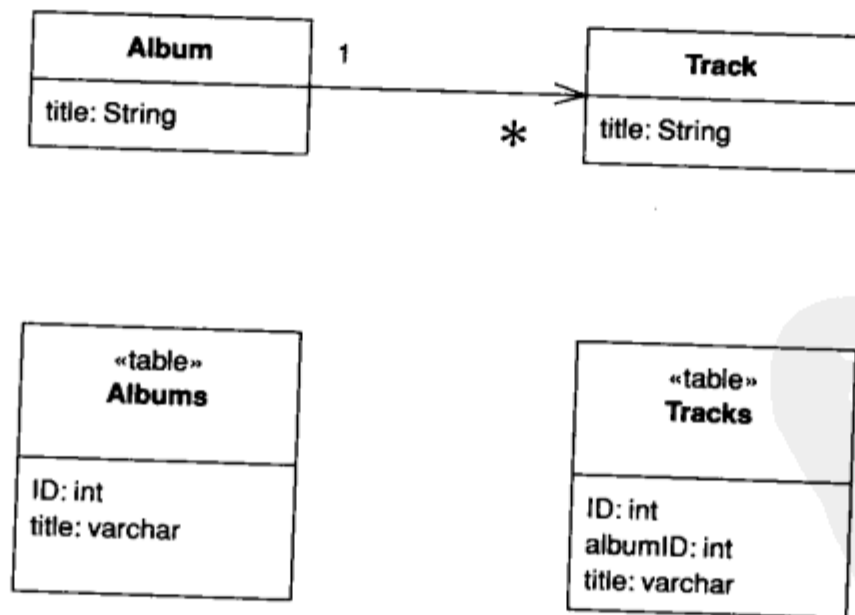 Album
1
Track
title: String
*
title: String
«table»
Albums
«table»
Tracks
ID: int
title: varchar
ID: int
albumID: int
title: varchar